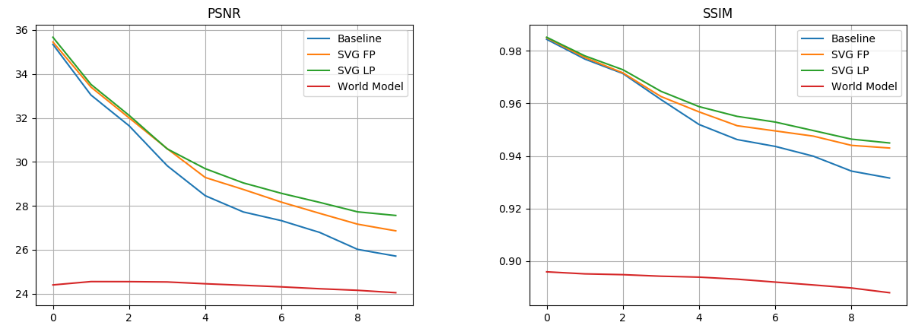 PSNR
36
34
32
30
28
26
24
0
2
4
6
8
Baseline
SVG FP
SVG LP
World Model
SSIM
0.98
0.96
0.94
0.92
0.90
0
2
4
6
8
Baseline
SVG FP
SVG LP
World Model